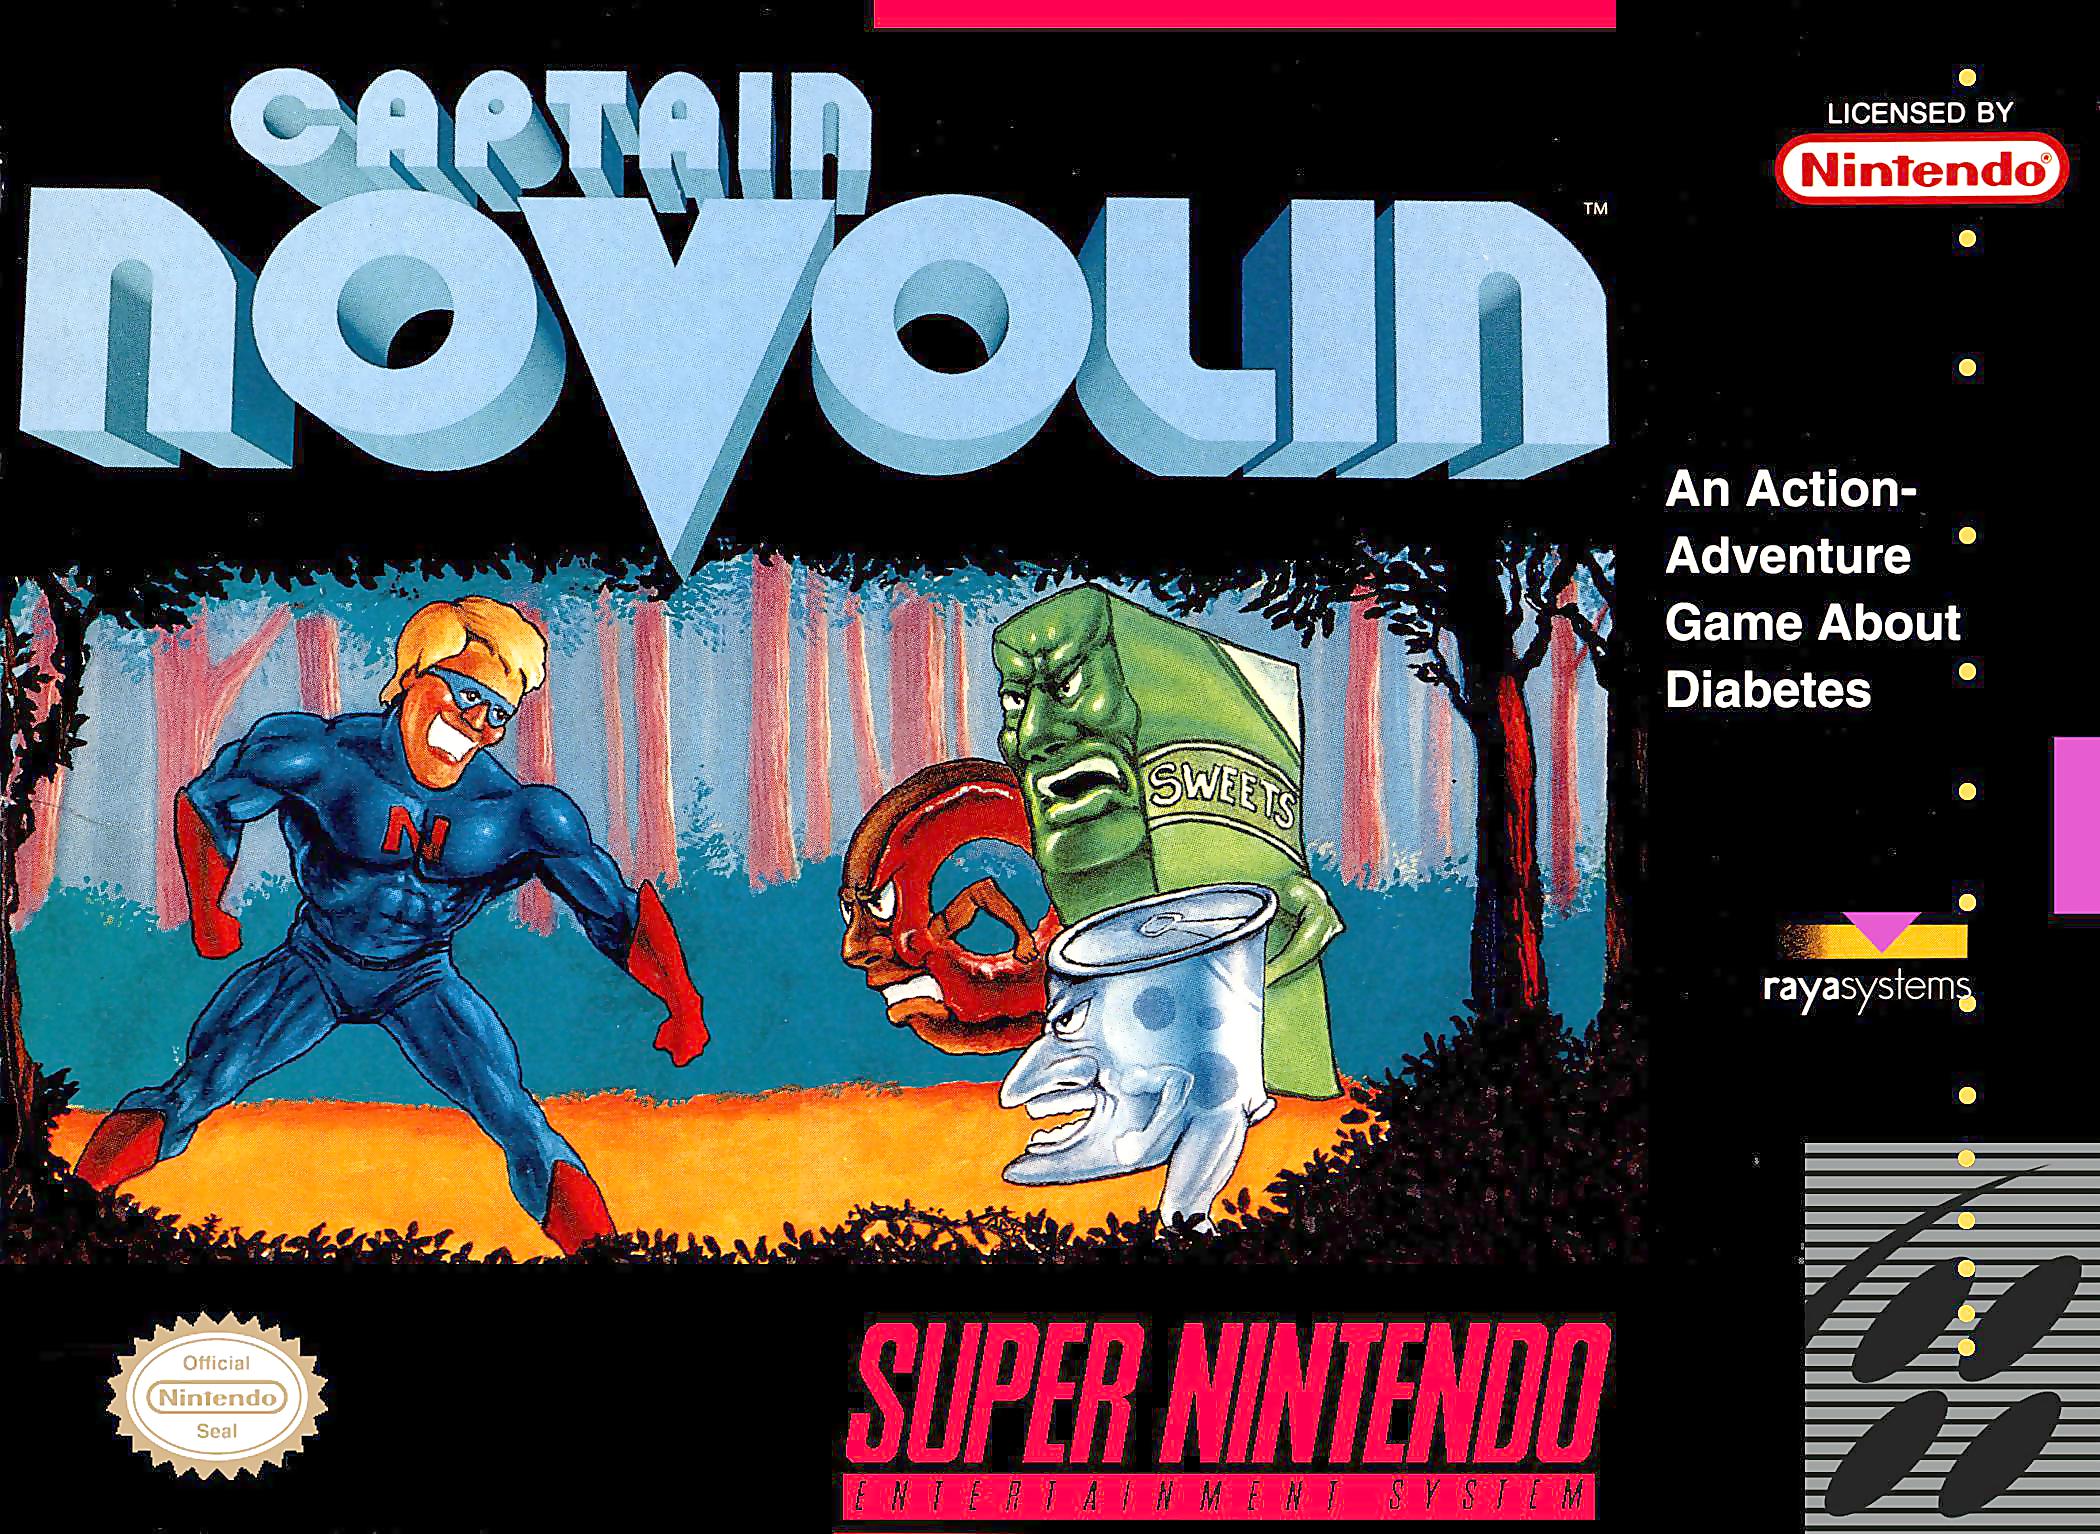 CAPTAIN
NOVOLIN
TM
LICENSED BY
Nintendo®
An Action-
Adventure
Game About
Diabetes
N
SWEETS
rayasystems
Official
Nintendo
Seal
SUPER NINTENDO
ENTERTAINMENT SYSTEM